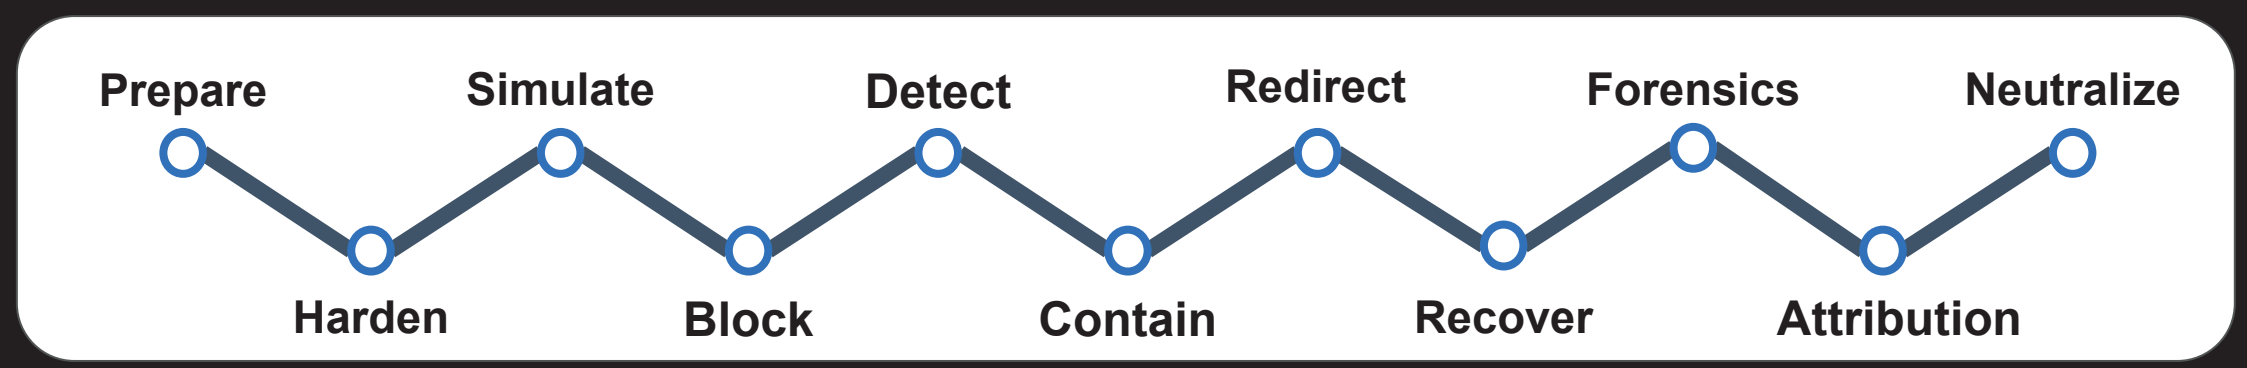 Prepare
Simulate
Detect
Redirect
Forensics
Neutralize
Harden
Block
Contain
Recover
Attribution